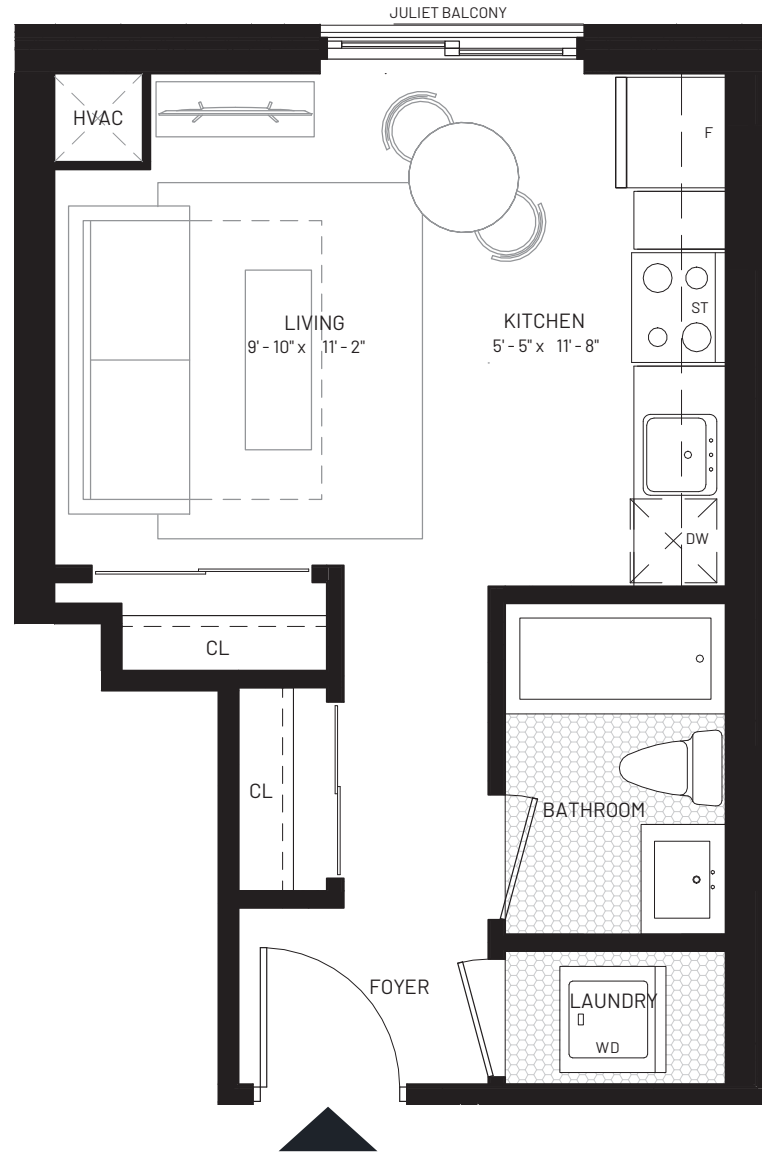 JULIET BALCONY
HVAC
F
ST
LIVING
9' - 10" x 11' - 2"
KITCHEN
5' - 5" x 11' - 8"
DW
CL
CL
BATHROOM
FOYER
LAUNDRY
WD